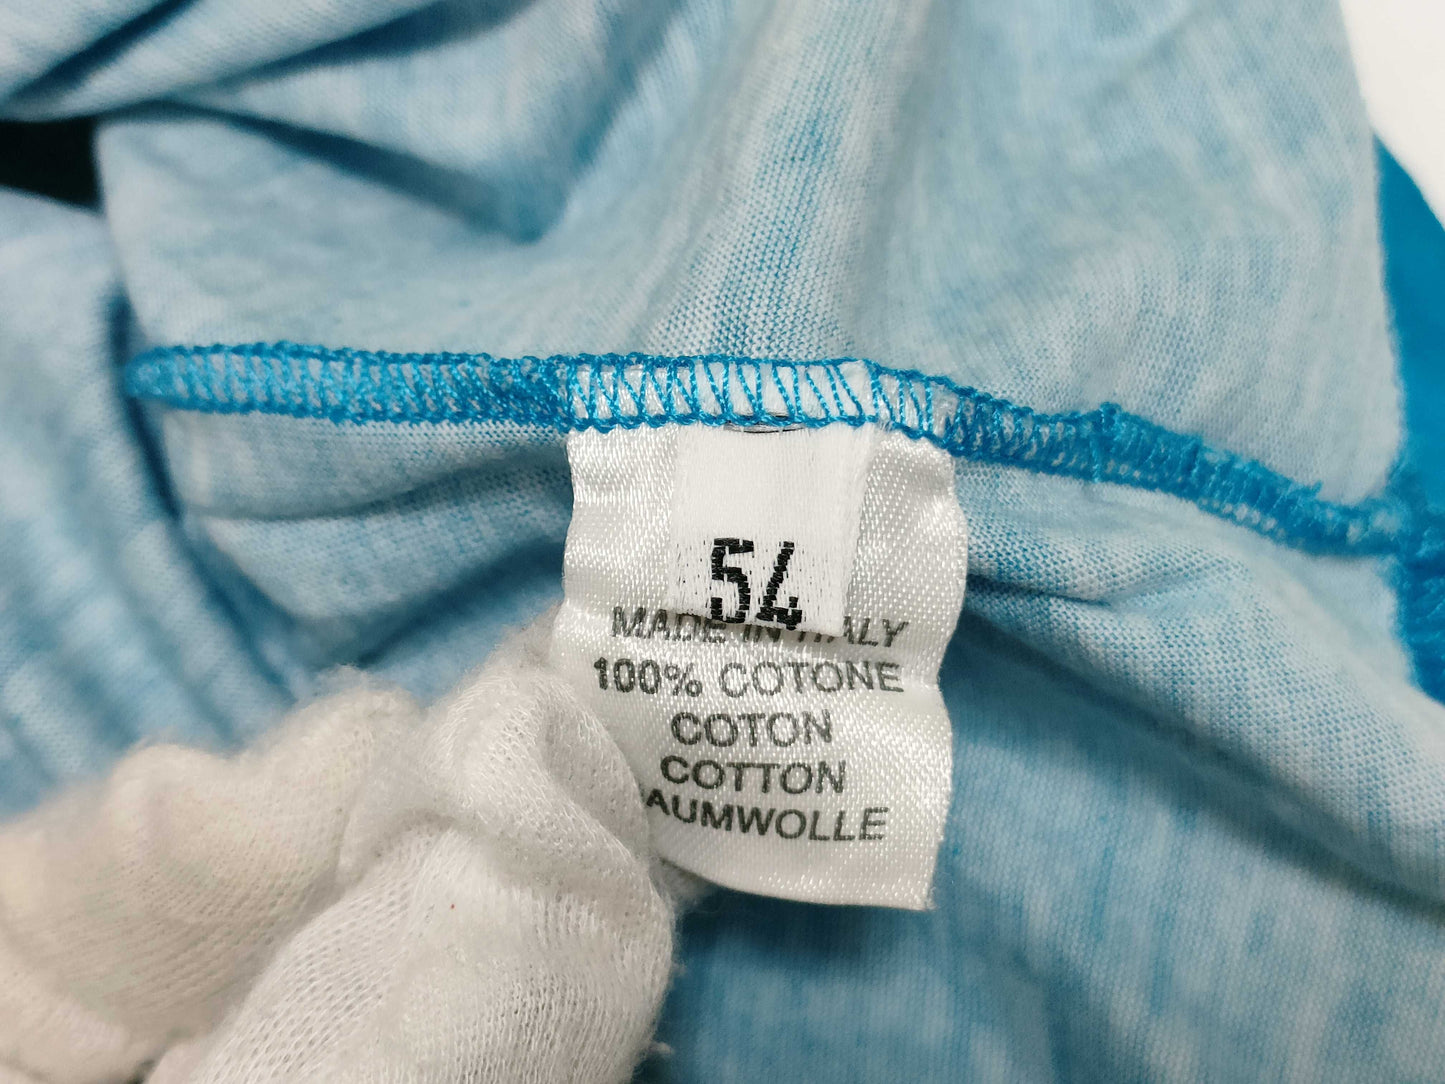 54
MADE IN ITALY
100% COTONE
COTON
COTTON
BAUMWOLLE